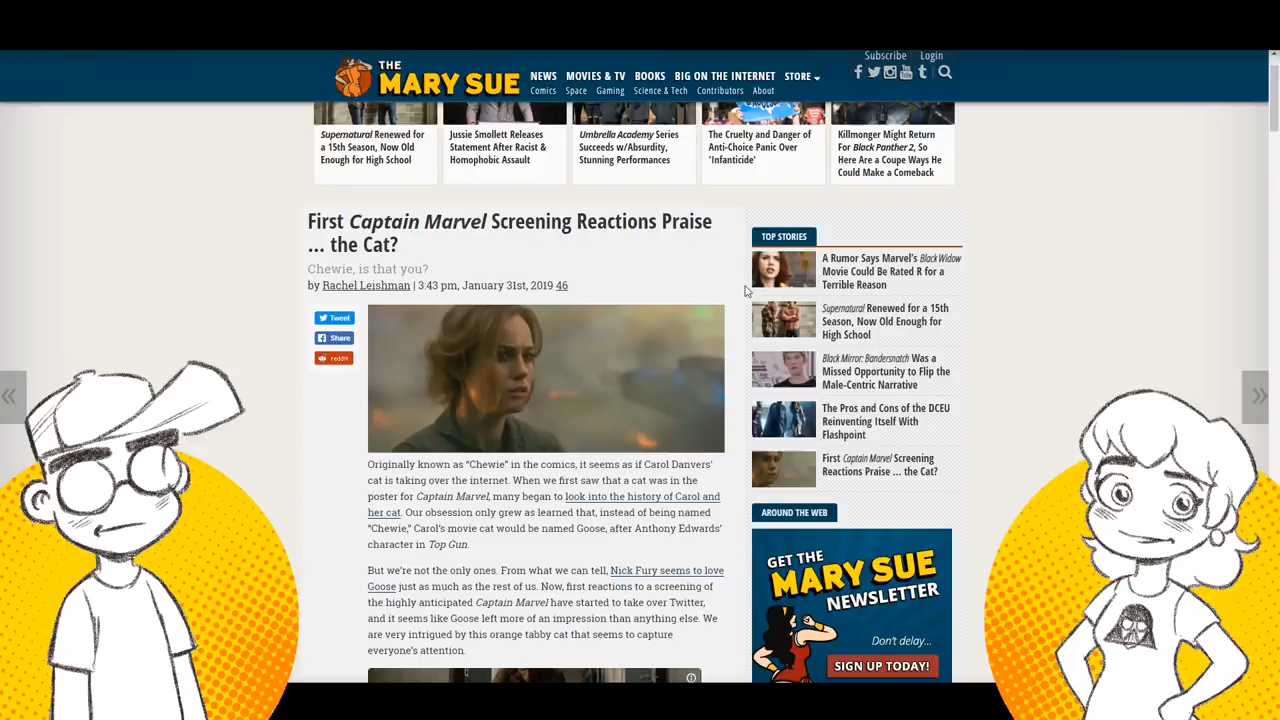 Subscribe Login
THE
MARY SUE
NEWS MOVIES & TV BOOKS BIG ON THE INTERNET STORE
Comics Space Gaming Science & Tech Contributors About
Supernatural Renewed for
a 15th Season, Now Old
Enough for High School
Jussie Smollett Releases
Statement After Racist &
Homophobic Assault
Umbrella Academy Series
Succeeds w/Absurdity,
Stunning Performances
The Cruelty and Danger of
Anti-Choice Panic Over
'Infanticide'
Killmonger Might Return
For Black Panther 2, So
Here Are a Coupe Ways He
Could Make a Comeback
First Captain Marvel Screening Reactions Praise
... the Cat?
Chewie, is that you?
by Rachel Leishman | 3:43 pm, January 31st, 2019 46
Tweet
Share
reddit
Originally known as “Chewie” in the comics, it seems as if Carol Danvers’
cat is taking over the internet. When we first saw that a cat was in the
poster for Captain Marvel, many began to look into the history of Carol and
her cat. Our obsession only grew as learned that, instead of being named
“Chewie,” Carol’s movie cat would be named Goose, after Anthony Edwards’
character in Top Gun.
But we’re not the only ones. From what we can tell, Nick Fury seems to love
Goose just as much as the rest of us. Now, first reactions to a screening of
the highly anticipated Captain Marvel have started to take over Twitter,
and it seems like Goose left more of an impression than anything else. We
are very intrigued by this orange tabby cat that seems to capture
everyone’s attention.
TOP STORIES
A Rumor Says Marvel's Black Widow
Movie Could Be Rated R for a
Terrible Reason
Supernatural Renewed for a 15th
Season, Now Old Enough for
High School
Black Mirror: Bandersnatch Was a
Missed Opportunity to Flip the
Male-Centric Narrative
The Pros and Cons of the DCEU
Reinventing Itself With
Flashpoint
First Captain Marvel Screening
Reactions Praise ... the Cat?
AROUND THE WEB
GET THE
MARY SUE
NEWSLETTER
Don't delay...
SIGN UP TODAY!